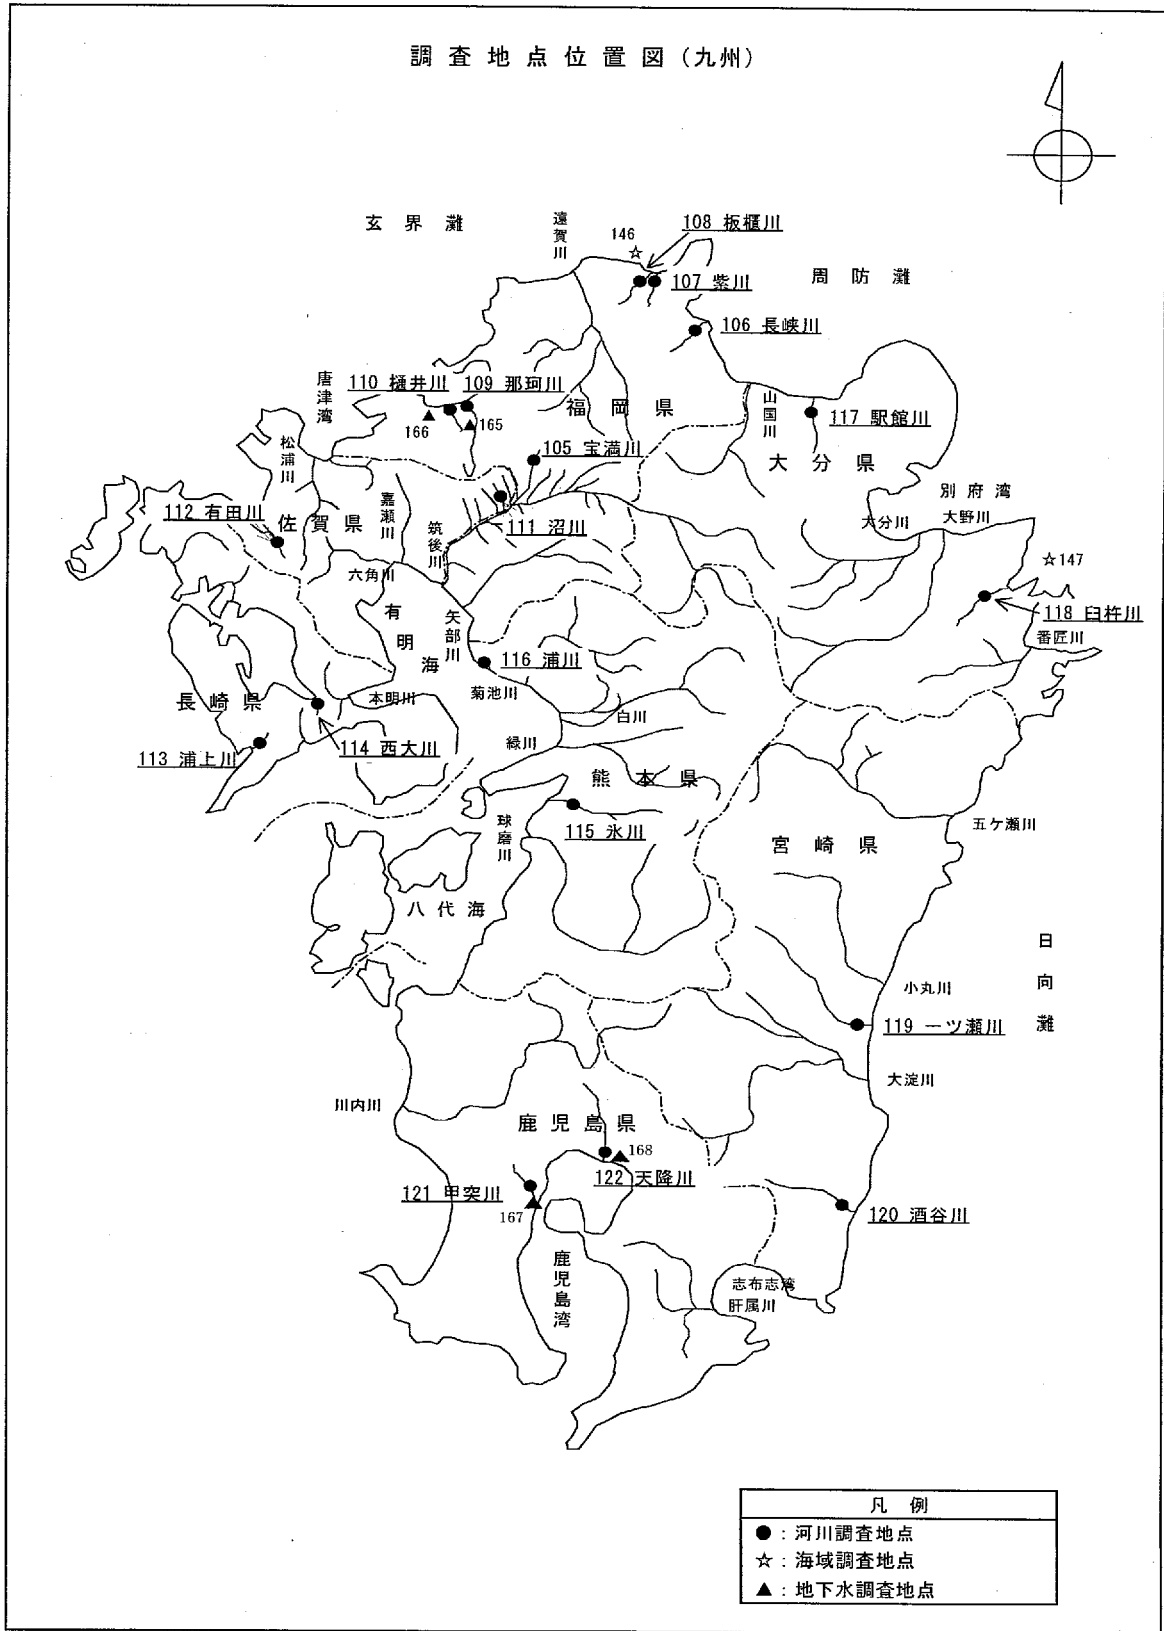 調査地点位置図(九州)
玄界灘
遠賀川
146
108 板櫃川
107 紫川
周防灘
106 長峡川
唐津湾
110 樋井川
109 那珂川
166
165
福岡県
山国川
117 駅館川
松浦川
105 宝満川
大分県
別府湾
112 有田川
佐賀県
嘉瀬川
筑後川
111 沼川
大分川
大野川
147
六角川
118 臼杵川
有明海
矢部川
116 浦川
番匠川
長崎県
本明川
菊池川
白川
114 西大川
緑川
113 浦上川
熊本県
球磨川
115 氷川
五ケ瀬川
宮崎県
八代海
日向灘
小丸川
119 一ツ瀬川
大淀川
川内川
鹿児島県
168
122 天降川
121 甲突川
167
120 酒谷川
鹿児島湾
志布志湾
肝属川
凡例
●:河川調査地点
☆:海域調査地点
▲:地下水調査地点